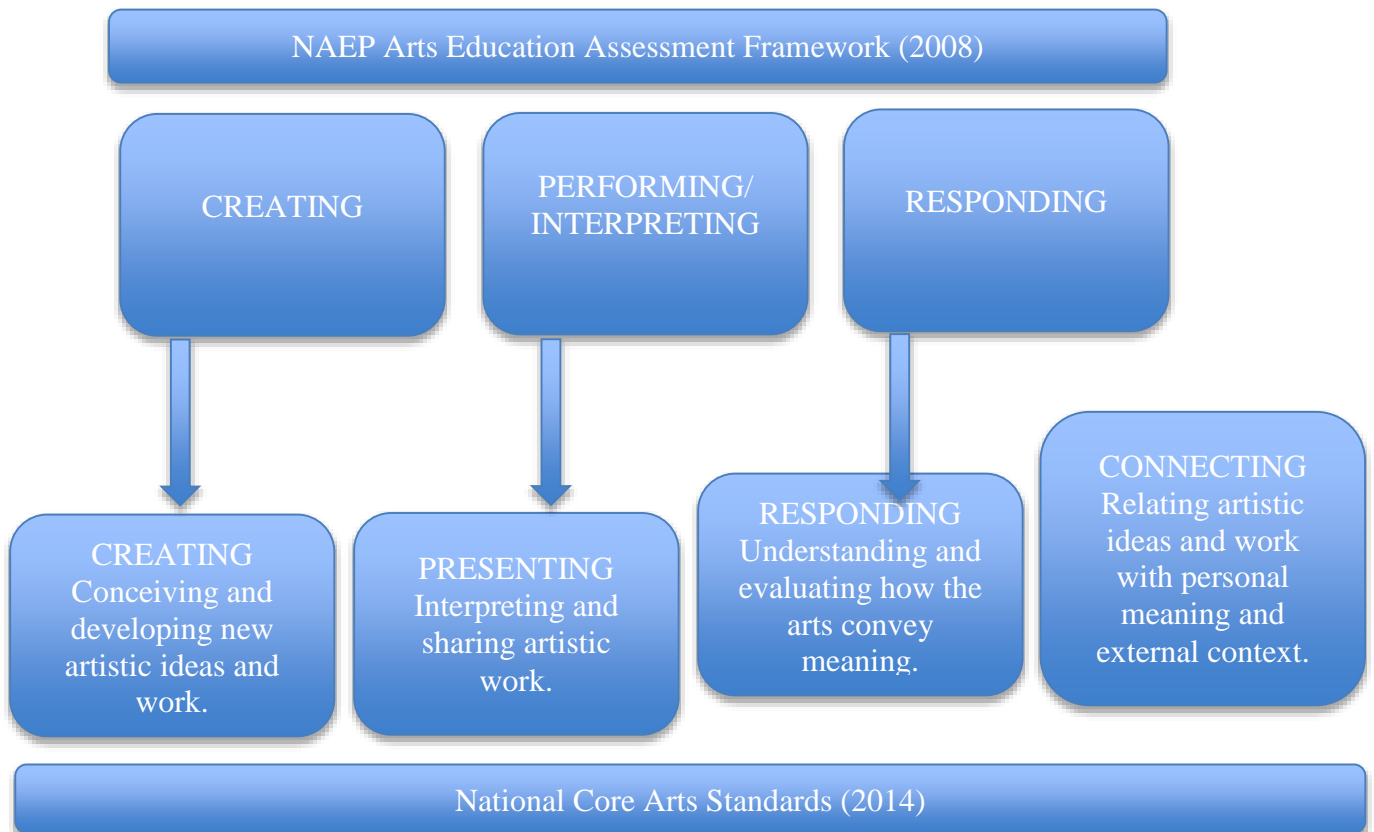 NAEP Arts Education Assessment Framework (2008)
CREATING
PERFORMING/
INTERPRETING
RESPONDING
CREATING
Conceiving and
developing new
artistic ideas and
work.
PRESENTING
Interpreting and
sharing artistic
work.
RESPONDING
Understanding and
evaluating how the
arts convey
meaning.
CONNECTING
Relating artistic
ideas and work
with personal
meaning and
external context.
National Core Arts Standards (2014)